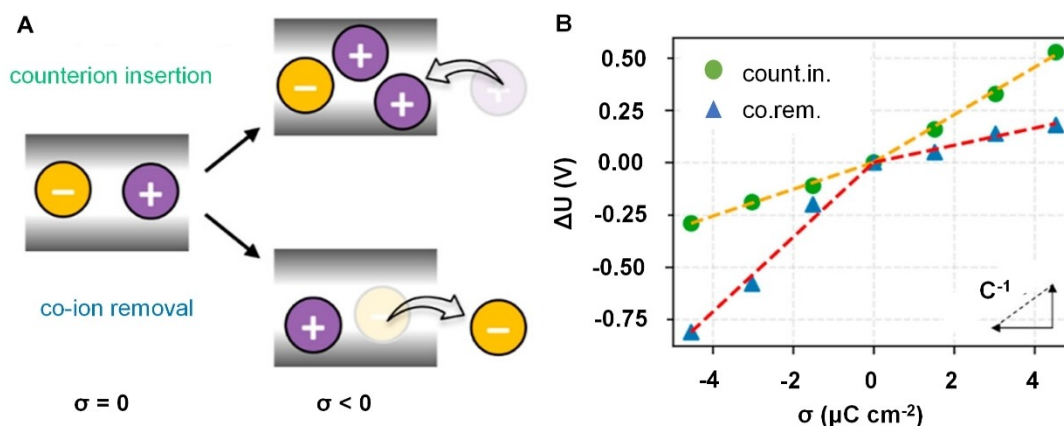 A
counterion insertion
−
+
+
−
+
+
co-ion removal
+
−
−
σ = 0
σ < 0
B
0.50
0.25
0.00
-0.25
-0.50
-0.75
ΔU (V)
count.in.
co.rem.
C⁻¹
-4
-2
0
2
4
σ (µC cm⁻²)